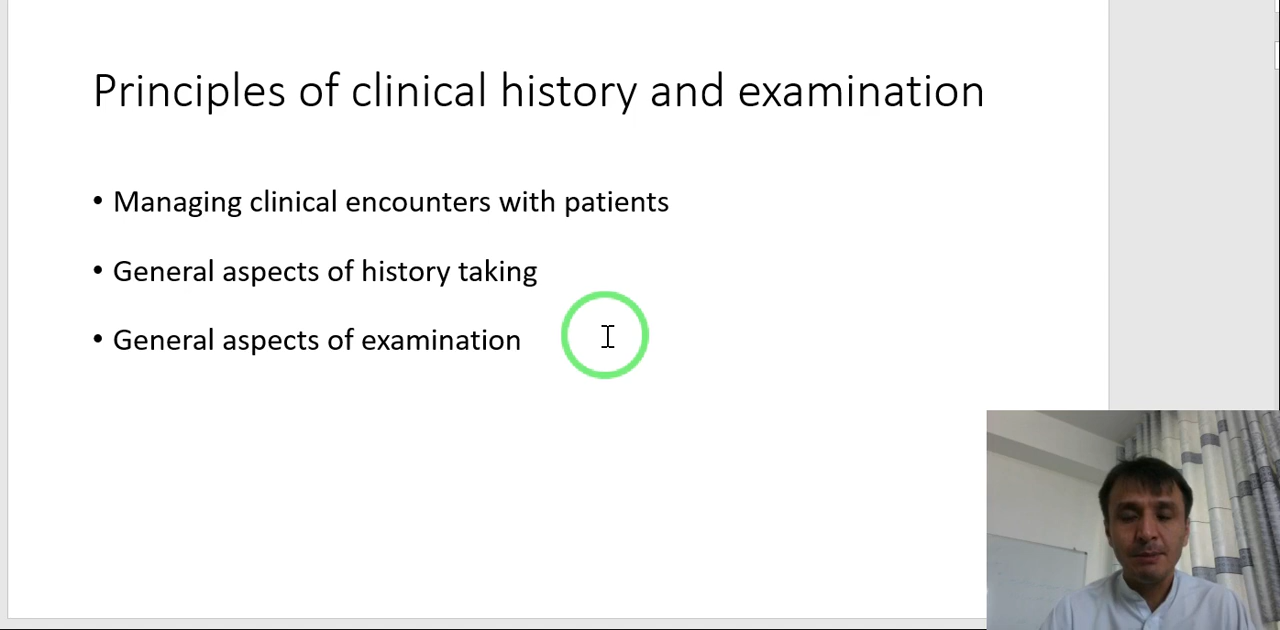 Principles of clinical history and examination
• Managing clinical encounters with patients
• General aspects of history taking
• General aspects of examination